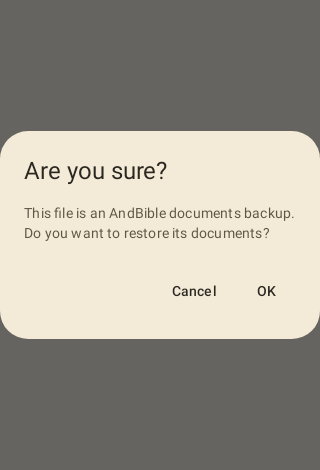 Are you sure?
This file is an AndBible documents backup.
Do you want to restore its documents?
Cancel OK